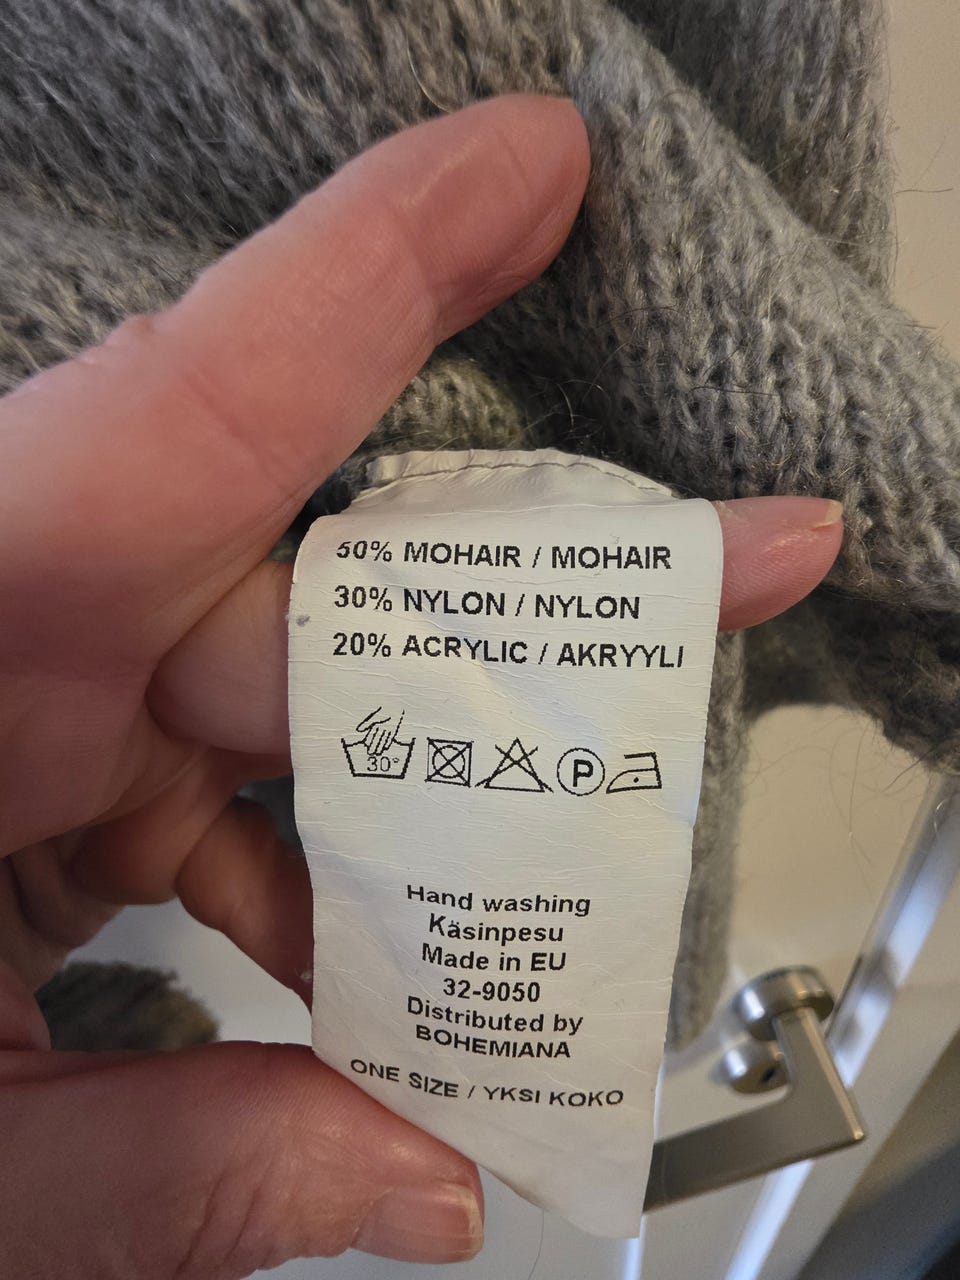 50% MOHAIR / MOHAIR
30% NYLON / NYLON
20% ACRYLIC / AKRYYLI
30° P
Hand washing
Käsinpesu
Made in EU
32-9050
Distributed by
BOHEMIANA
ONE SIZE / YKSI KOKO